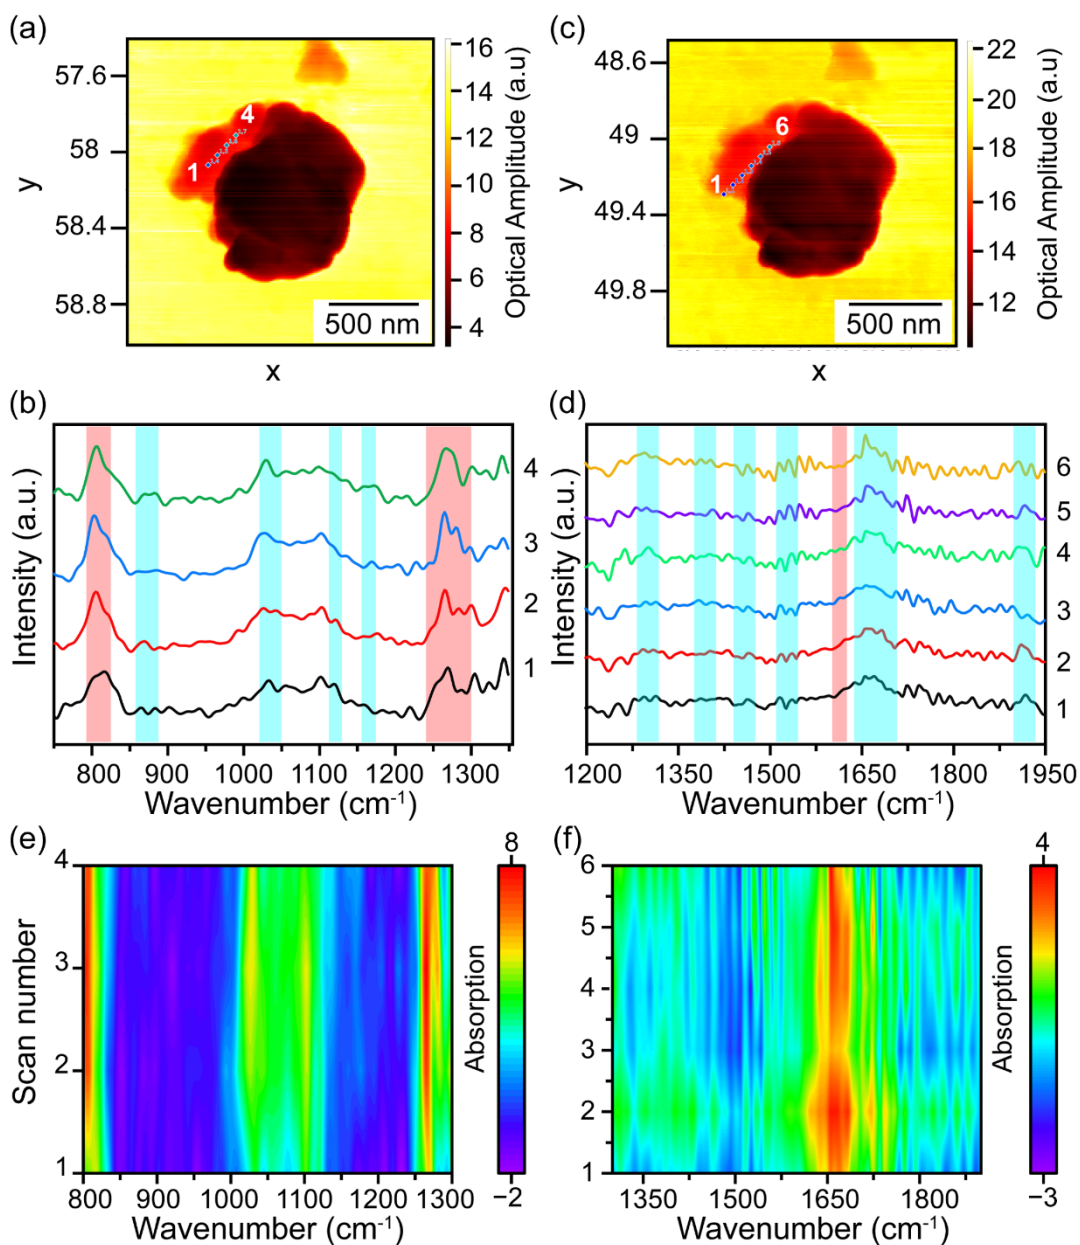 (a)
57.6
58
58.4
58.8
y
4
1
500 nm
x
16
14
12
10
8
6
4
Optical Amplitude (a.u)
(c)
48.6
49
49.4
49.8
y
6
1
500 nm
x
22
20
18
16
14
12
Optical Amplitude (a.u)
(b)
Intensity (a.u.)
4
3
2
1
800 900 1000 1100 1200 1300
Wavenumber (cm⁻¹)
(d)
Intensity (a.u.)
6
5
4
3
2
1
1200 1350 1500 1650 1800 1950
Wavenumber (cm⁻¹)
(e)
Scan number
4
3
2
1
800 900 1000 1100 1200 1300
Wavenumber (cm⁻¹)
8
Absorption
−2
(f)
6
5
4
3
2
1
1350 1500 1650 1800
Wavenumber (cm⁻¹)
4
Absorption
−3